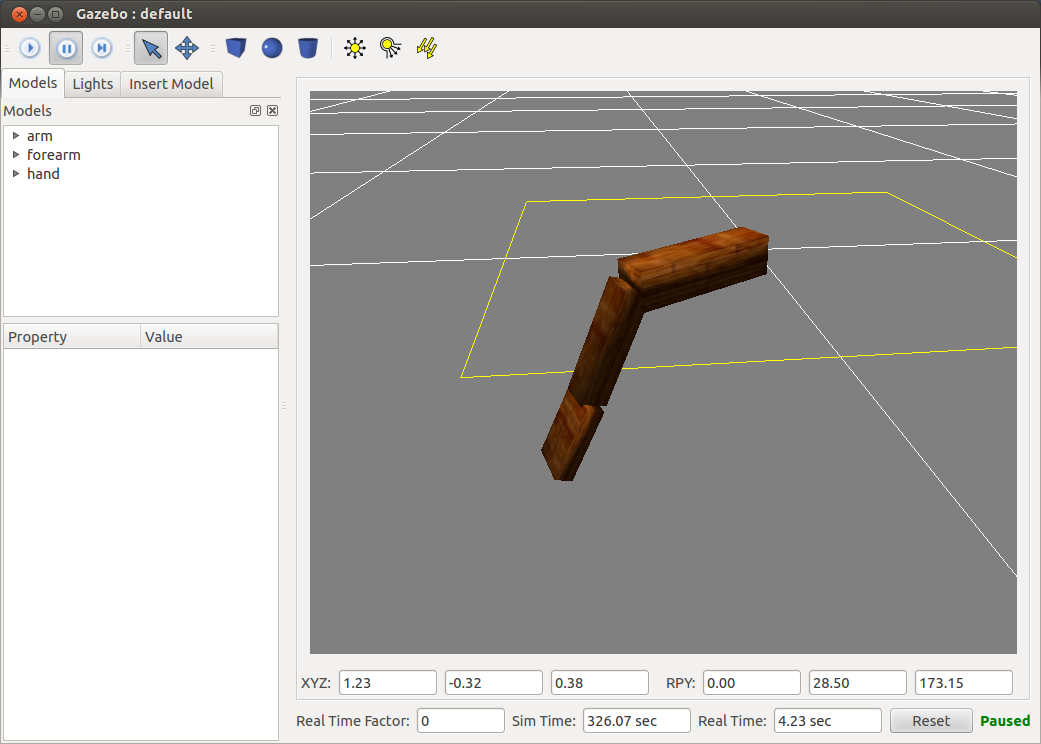 Gazebo : default
Models Lights Insert Model
Models
arm
forearm
hand
Property Value
XYZ: 1.23 -0.32 0.38 RPY: 0.00 28.50 173.15
Real Time Factor: 0 Sim Time: 326.07 sec Real Time: 4.23 sec Reset Paused